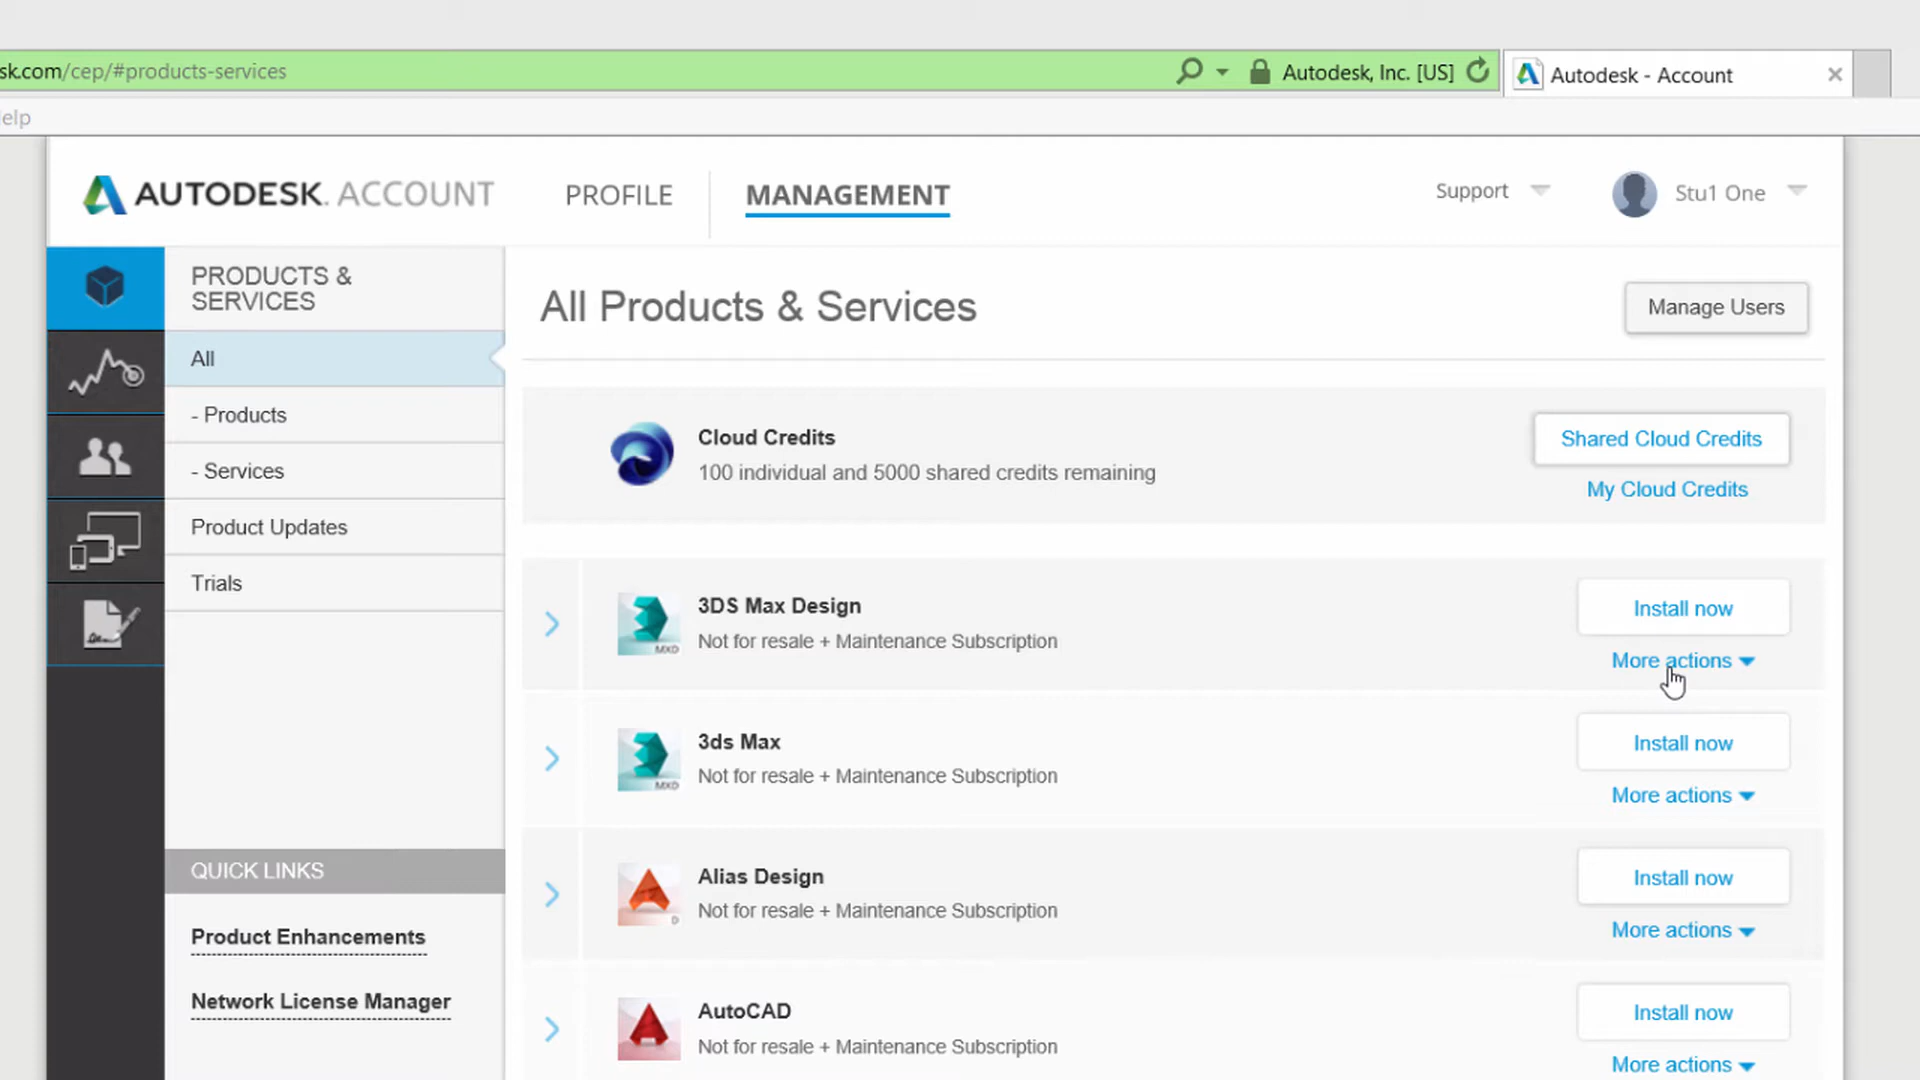 sk.com/cep/#products-services
Autodesk, Inc. [US]
Autodesk - Account
elp
AUTODESK. ACCOUNT
PROFILE
MANAGEMENT
Support
Stu1 One
PRODUCTS &
SERVICES
All
- Products
- Services
Product Updates
Trials
QUICK LINKS
Product Enhancements
Network License Manager
All Products & Services
Manage Users
Cloud Credits
100 individual and 5000 shared credits remaining
Shared Cloud Credits
My Cloud Credits
3DS Max Design
Not for resale + Maintenance Subscription
MXD
Install now
More actions
3ds Max
Not for resale + Maintenance Subscription
MXD
Install now
More actions
Alias Design
Not for resale + Maintenance Subscription
D
Install now
More actions
AutoCAD
Not for resale + Maintenance Subscription
Install now
More actions